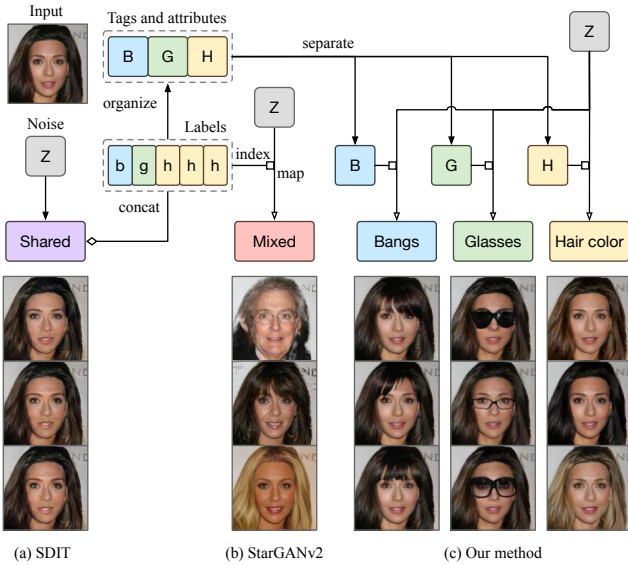 Input
Tags and attributes
B G H
separate
Z
organize
Noise
Z
Labels
Z
b g h h h
index
map
concat
B
G
H
Shared
Mixed
Bangs
Glasses
Hair color
(a) SDIT
(b) StarGANv2
(c) Our method